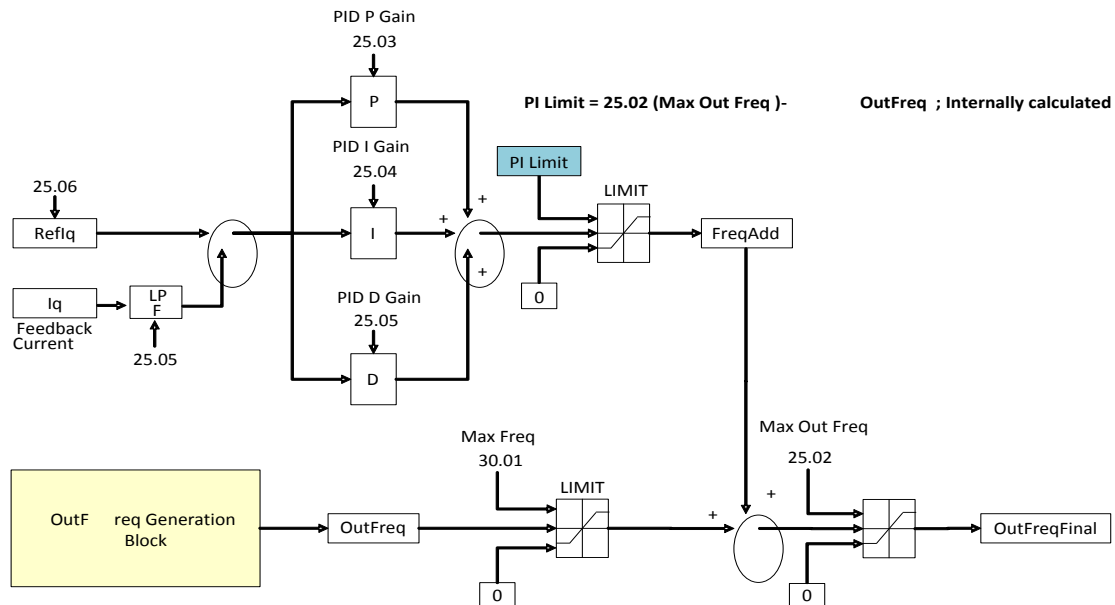 PID P Gain
25.03
P
PI Limit = 25.02 (Max Out Freq )- OutFreq ; Internally calculated
PID I Gain
25.04
I
PI Limit
LIMIT
25.06
RefIq
+
+
+
FreqAdd
0
Iq
LP
F
Feedback
Current
25.05
PID D Gain
25.05
D
Max Freq
30.01
Max Out Freq
25.02
LIMIT
OutF req Generation
Block
OutFreq
+
+
OutFreqFinal
0
0